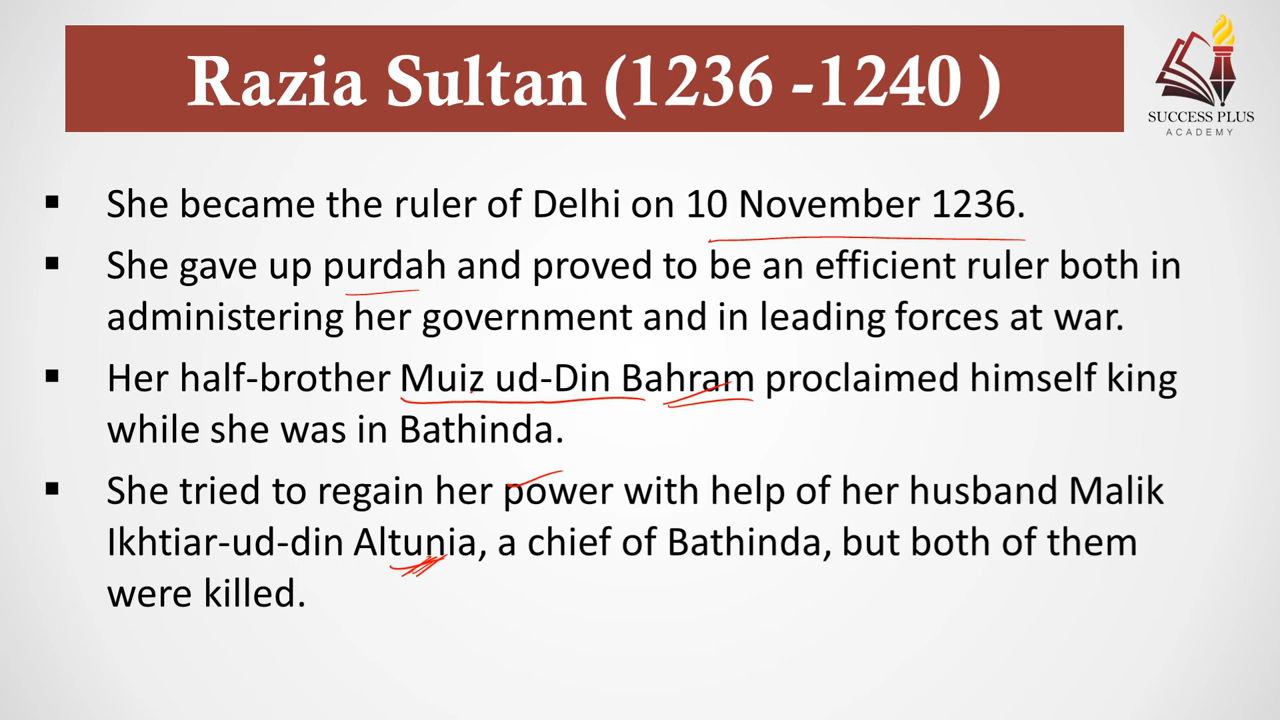 Razia Sultan (1236 -1240 )
SUCCESS PLUS
ACADEMY
▪ She became the ruler of Delhi on 10 November 1236.
▪ She gave up purdah and proved to be an efficient ruler both in
administering her government and in leading forces at war.
▪ Her half-brother Muiz ud-Din Bahram proclaimed himself king
while she was in Bathinda.
▪ She tried to regain her power with help of her husband Malik
Ikhtiar-ud-din Altunia, a chief of Bathinda, but both of them
were killed.